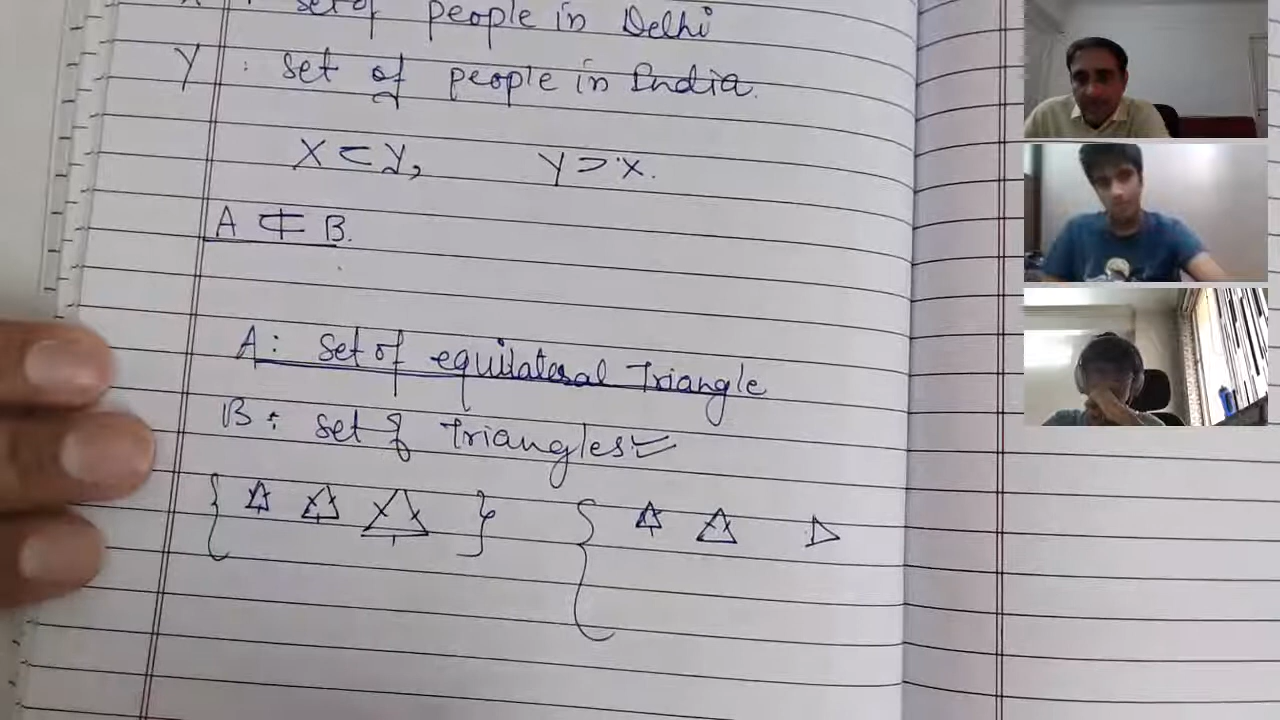 X : set of people in Delhi
Y : set of people in India.
X ⊂ Y, Y ⊃ X.
A ⊄ B.
A : set of equilateral Triangle
B : set of Triangles
{ △ △ △ } { △ △ △